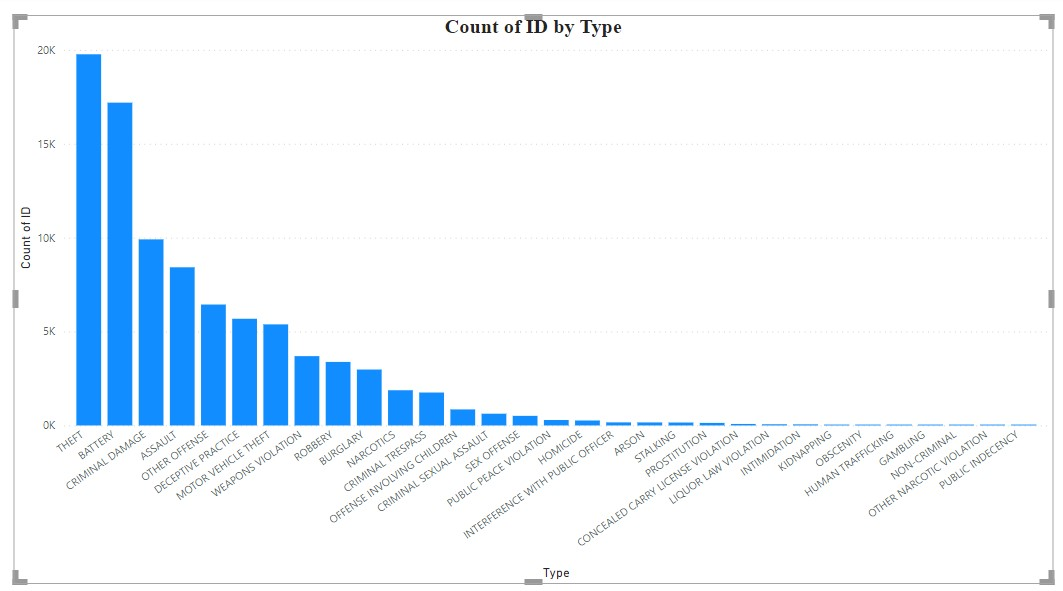 Count of ID by Type
20K
15K
10K
5K
0K
Count of ID
THEFT
BATTERY
CRIMINAL DAMAGE
ASSAULT
OTHER OFFENSE
DECEPTIVE PRACTICE
MOTOR VEHICLE THEFT
WEAPONS VIOLATION
ROBBERY
BURGLARY
NARCOTICS
CRIMINAL TRESPASS
OFFENSE INVOLVING CHILDREN
CRIMINAL SEXUAL ASSAULT
SEX OFFENSE
PUBLIC PEACE VIOLATION
HOMICIDE
INTERFERENCE WITH PUBLIC OFFICER
ARSON
STALKING
PROSTITUTION
CONCEALED CARRY LICENSE VIOLATION
LIQUOR LAW VIOLATION
INTIMIDATION
KIDNAPPING
OBSCENITY
HUMAN TRAFFICKING
GAMBLING
NON-CRIMINAL
OTHER NARCOTIC VIOLATION
PUBLIC INDECENCY
Type